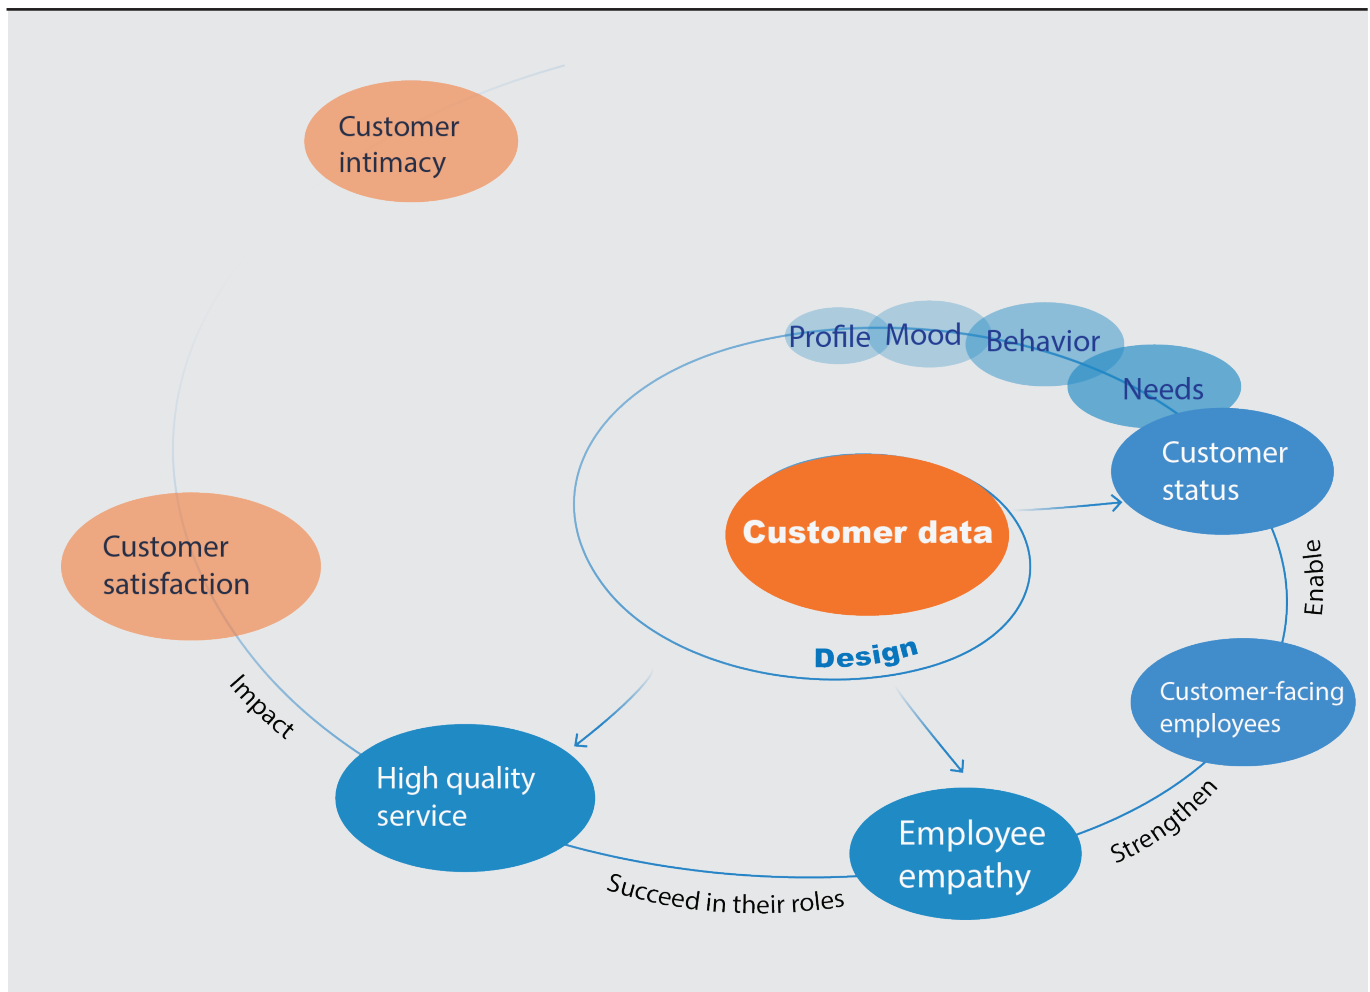 Customer
intimacy
Profile
Mood
Behavior
Needs
Customer
status
Customer data
Enable
Customer
satisfaction
Design
Customer-facing
employees
Impact
High quality
service
Strengthen
Employee
empathy
Succeed in their roles